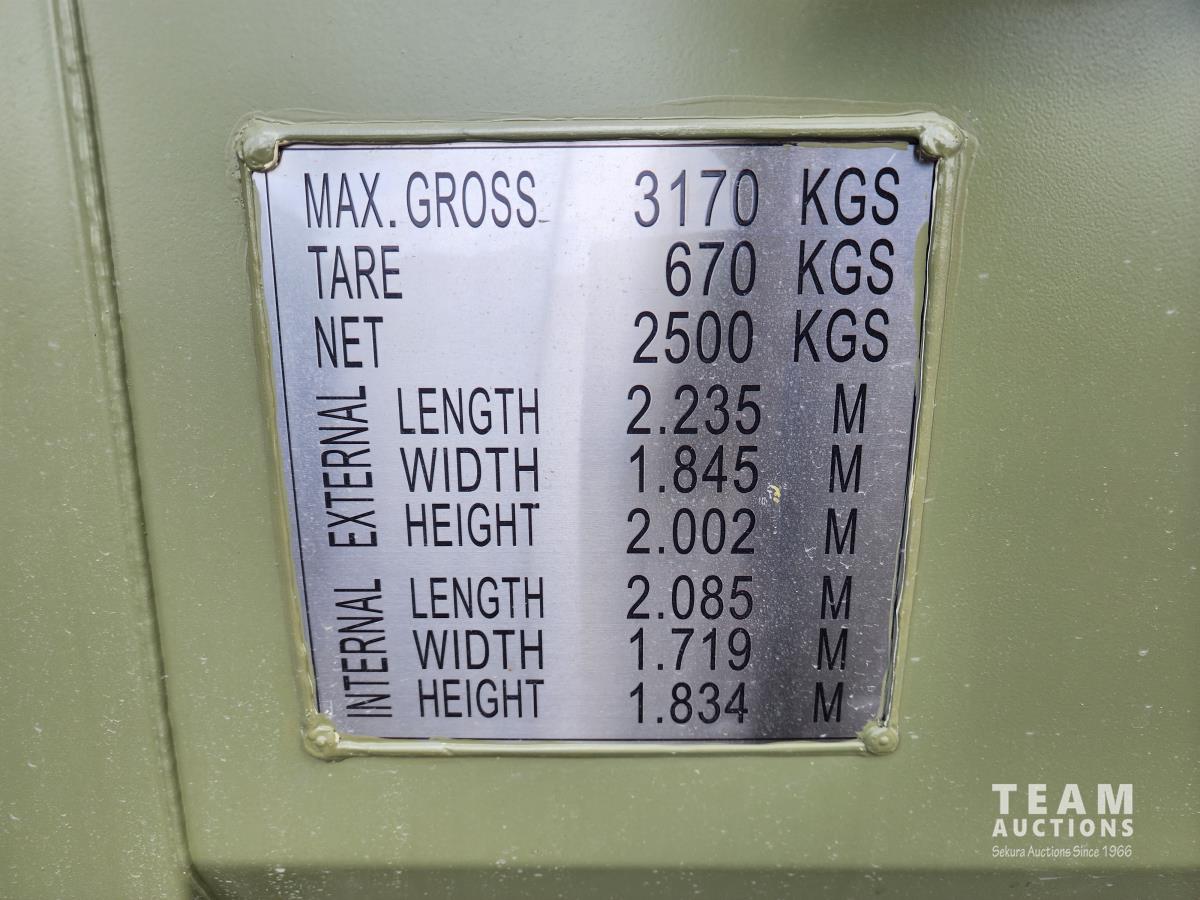 MAX. GROSS 3170 KGS
TARE 670 KGS
NET 2500 KGS
EXTERNAL
LENGTH 2.235 M
WIDTH 1.845 M
HEIGHT 2.002 M
INTERNAL
LENGTH 2.085 M
WIDTH 1.719 M
HEIGHT 1.834 M
TEAM
AUCTIONS
Sekura Auctions Since 1966